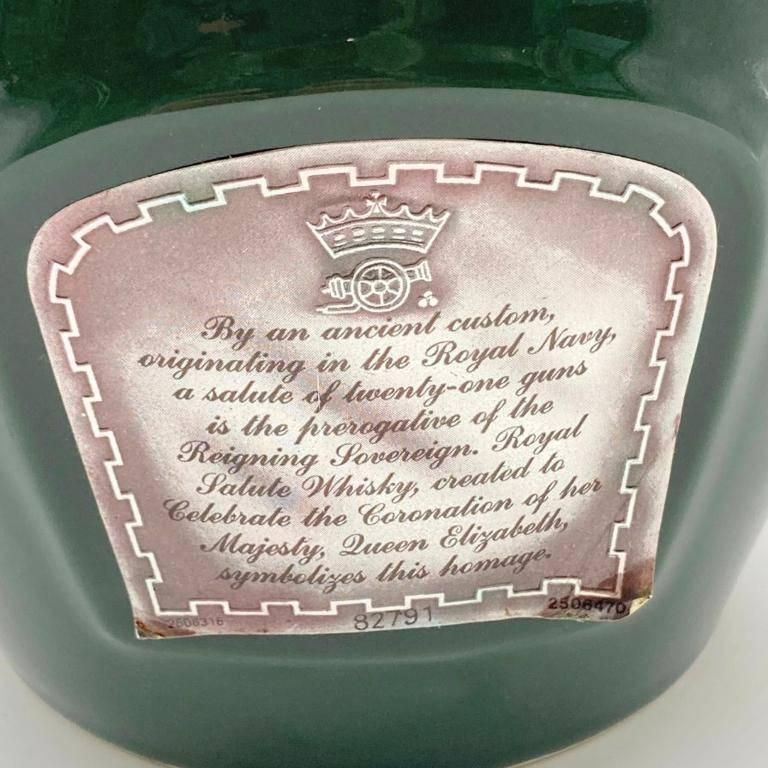 By an ancient custom,
originating in the Royal Navy,
a salute of twenty-one guns
is the prerogative of the
Reigning Sovereign. Royal
Salute Whisky, created to
Celebrate the Coronation of her
Majesty, Queen Elizabeth,
symbolizes this homage.
2506316 82791 2506470